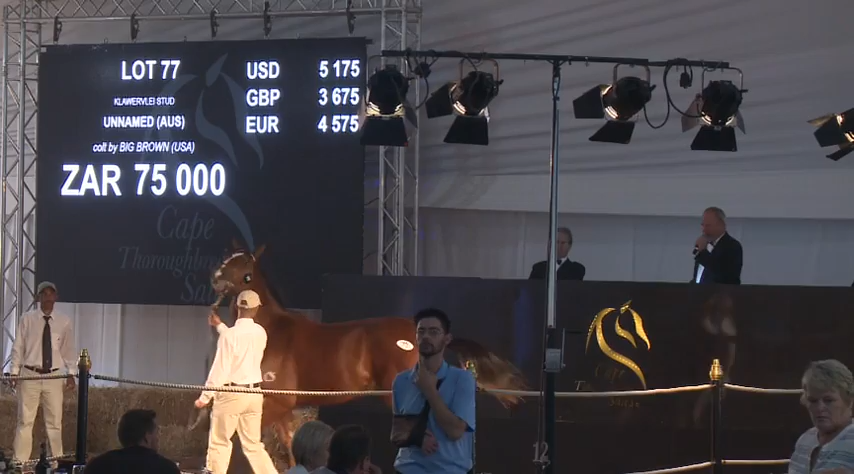 LOT 77
USD 5 175
KLAWERVLEI STUD
GBP 3 675
UNNAMED (AUS)
EUR 4 575
colt by BIG BROWN (USA)
ZAR 75 000
Cape
Thoroughbred
Sales
12